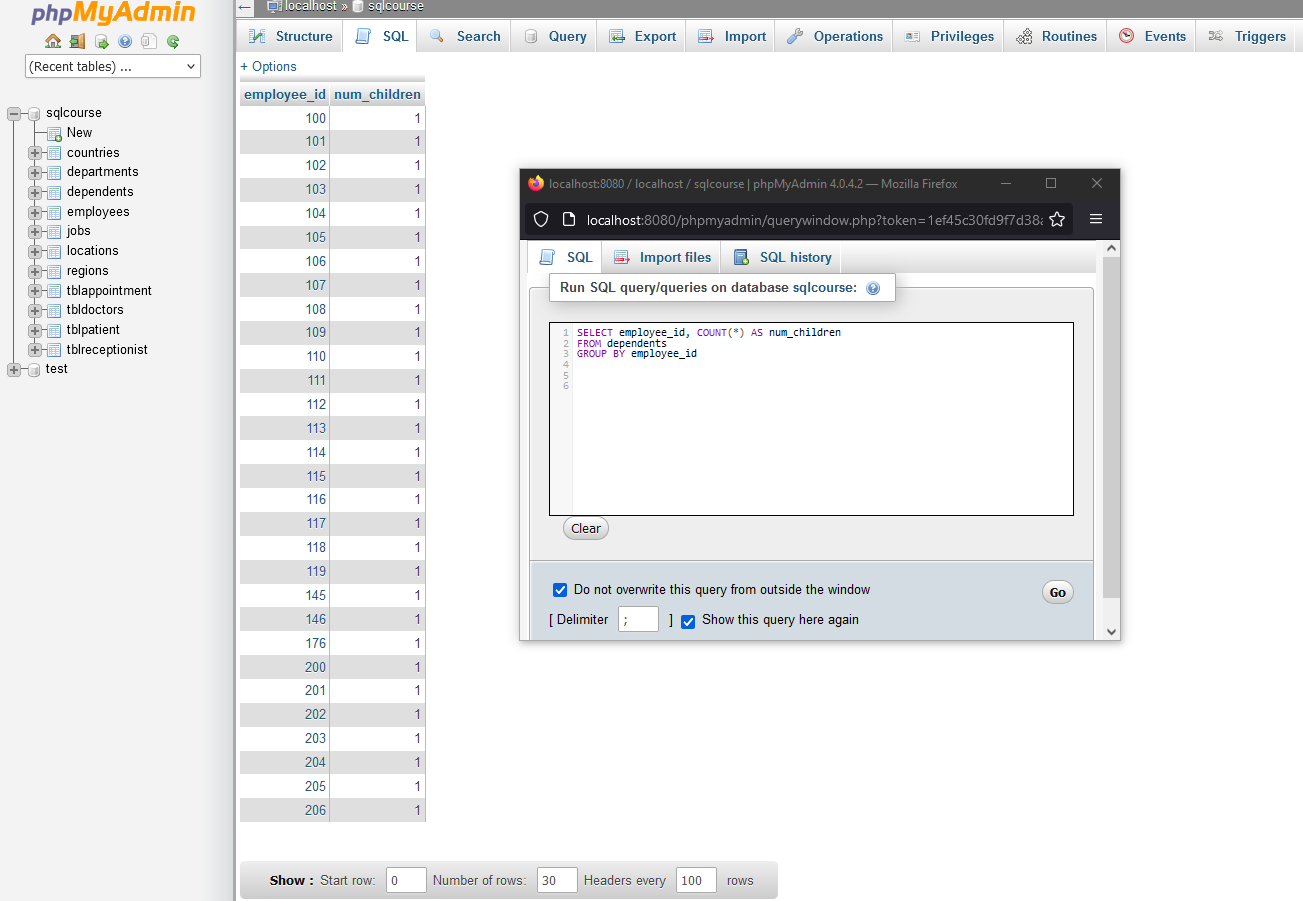 phpMyAdmin
(Recent tables) ...
sqlcourse
New
countries
departments
dependents
employees
jobs
locations
regions
tblappointment
tbldoctors
tblpatient
tblreceptionist
test
localhost » sqlcourse
Structure SQL Search Query Export Import Operations Privileges Routines Events Triggers
+ Options
employee_id num_children
100 1
101 1
102 1
103 1
104 1
105 1
106 1
107 1
108 1
109 1
110 1
111 1
112 1
113 1
114 1
115 1
116 1
117 1
118 1
119 1
145 1
146 1
176 1
200 1
201 1
202 1
203 1
204 1
205 1
206 1
Show : Start row: 0 Number of rows: 30 Headers every 100 rows
localhost:8080 / localhost / sqlcourse | phpMyAdmin 4.0.4.2 — Mozilla Firefox
localhost:8080/phpmyadmin/querywindow.php?token=1ef45c30fd9f7d38
SQL Import files SQL history
Run SQL query/queries on database sqlcourse:
1 SELECT employee_id, COUNT(*) AS num_children
2 FROM dependents
3 GROUP BY employee_id
4
5
6
Clear
Do not overwrite this query from outside the window
Go
[ Delimiter ; ] Show this query here again